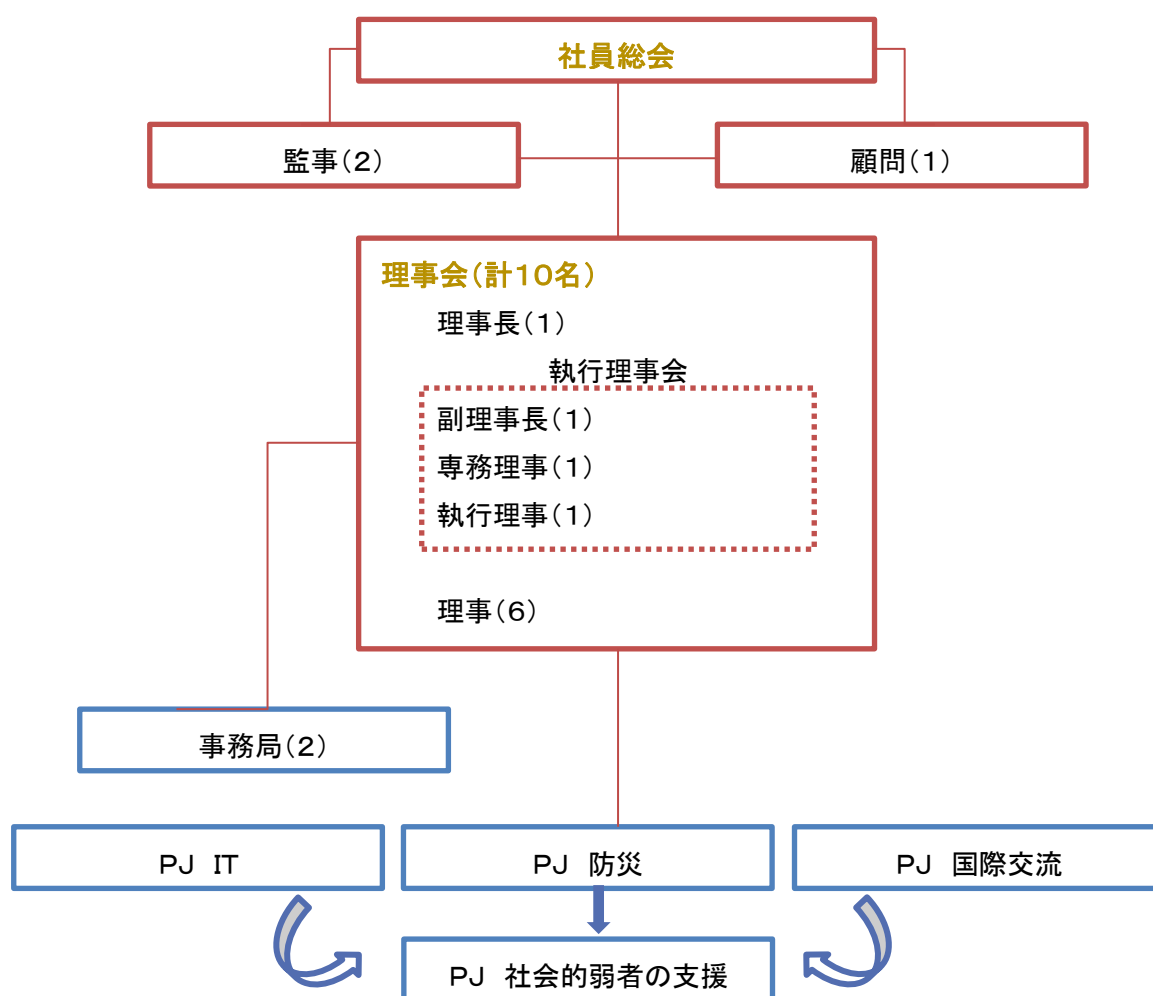 社員総会
監事(2)
顧問(1)
理事会(計10名)
理事長(1)
執行理事会
副理事長(1)
専務理事(1)
執行理事(1)
理事(6)
事務局(2)
PJ IT
PJ 防災
PJ 国際交流
PJ 社会的弱者の支援